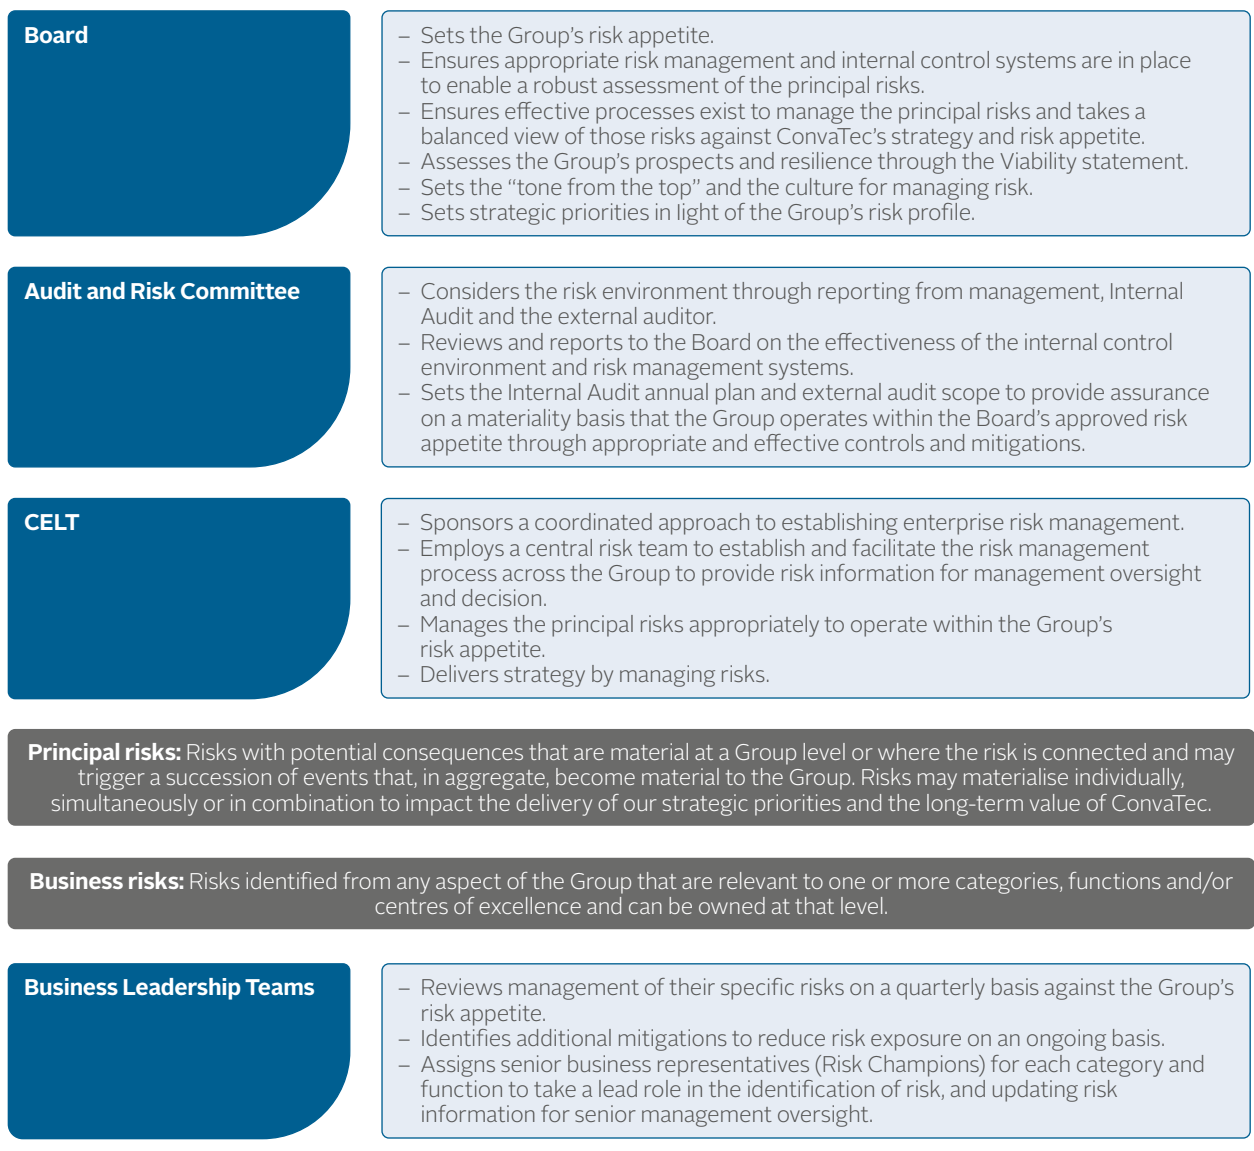 Board
– Sets the Group’s risk appetite.
– Ensures appropriate risk management and internal control systems are in place
to enable a robust assessment of the principal risks.
– Ensures effective processes exist to manage the principal risks and takes a
balanced view of those risks against ConvaTec’s strategy and risk appetite.
– Assesses the Group’s prospects and resilience through the Viability statement.
– Sets the “tone from the top” and the culture for managing risk.
– Sets strategic priorities in light of the Group’s risk profile.
Audit and Risk Committee
– Considers the risk environment through reporting from management, Internal
Audit and the external auditor.
– Reviews and reports to the Board on the effectiveness of the internal control
environment and risk management systems.
– Sets the Internal Audit annual plan and external audit scope to provide assurance
on a materiality basis that the Group operates within the Board’s approved risk
appetite through appropriate and effective controls and mitigations.
CELT
– Sponsors a coordinated approach to establishing enterprise risk management.
– Employs a central risk team to establish and facilitate the risk management
process across the Group to provide risk information for management oversight
and decision.
– Manages the principal risks appropriately to operate within the Group’s
risk appetite.
– Delivers strategy by managing risks.
Principal risks: Risks with potential consequences that are material at a Group level or where the risk is connected and may
trigger a succession of events that, in aggregate, become material to the Group. Risks may materialise individually,
simultaneously or in combination to impact the delivery of our strategic priorities and the long-term value of ConvaTec.
Business risks: Risks identified from any aspect of the Group that are relevant to one or more categories, functions and/or
centres of excellence and can be owned at that level.
Business Leadership Teams
– Reviews management of their specific risks on a quarterly basis against the Group’s
risk appetite.
– Identifies additional mitigations to reduce risk exposure on an ongoing basis.
– Assigns senior business representatives (Risk Champions) for each category and
function to take a lead role in the identification of risk, and updating risk
information for senior management oversight.